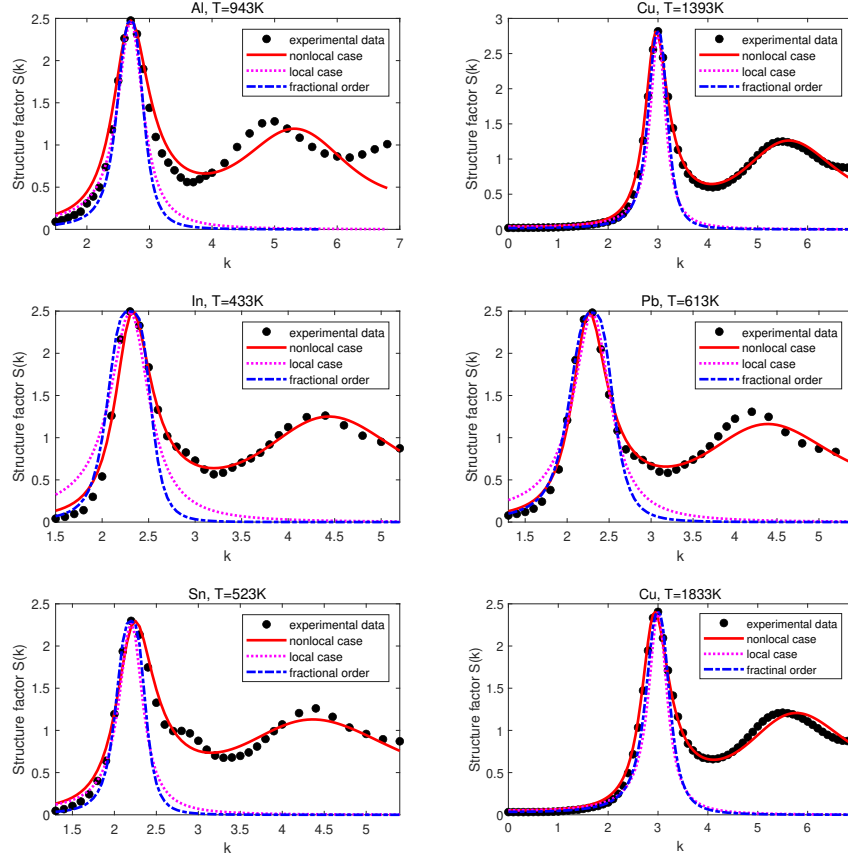 Al, T=943K
Structure factor S(k)
2.5
2
1.5
1
0.5
0
experimental data
nonlocal case
local case
fractional order
2 3 4 5 6 7
k
Cu, T=1393K
Structure factor S(k)
3
2.5
2
1.5
1
0.5
0
experimental data
nonlocal case
local case
fractional order
0 1 2 3 4 5 6
k
In, T=433K
Structure factor S(k)
2.5
2
1.5
1
0.5
0
experimental data
nonlocal case
local case
fractional order
1.5 2 2.5 3 3.5 4 4.5 5
k
Pb, T=613K
Structure factor S(k)
2.5
2
1.5
1
0.5
0
experimental data
nonlocal case
local case
fractional order
1.5 2 2.5 3 3.5 4 4.5 5
k
Sn, T=523K
Structure factor S(k)
2.5
2
1.5
1
0.5
0
experimental data
nonlocal case
local case
fractional order
1.5 2 2.5 3 3.5 4 4.5 5
k
Cu, T=1833K
Structure factor S(k)
2.5
2
1.5
1
0.5
0
experimental data
nonlocal case
local case
fractinal order
0 1 2 3 4 5 6
k